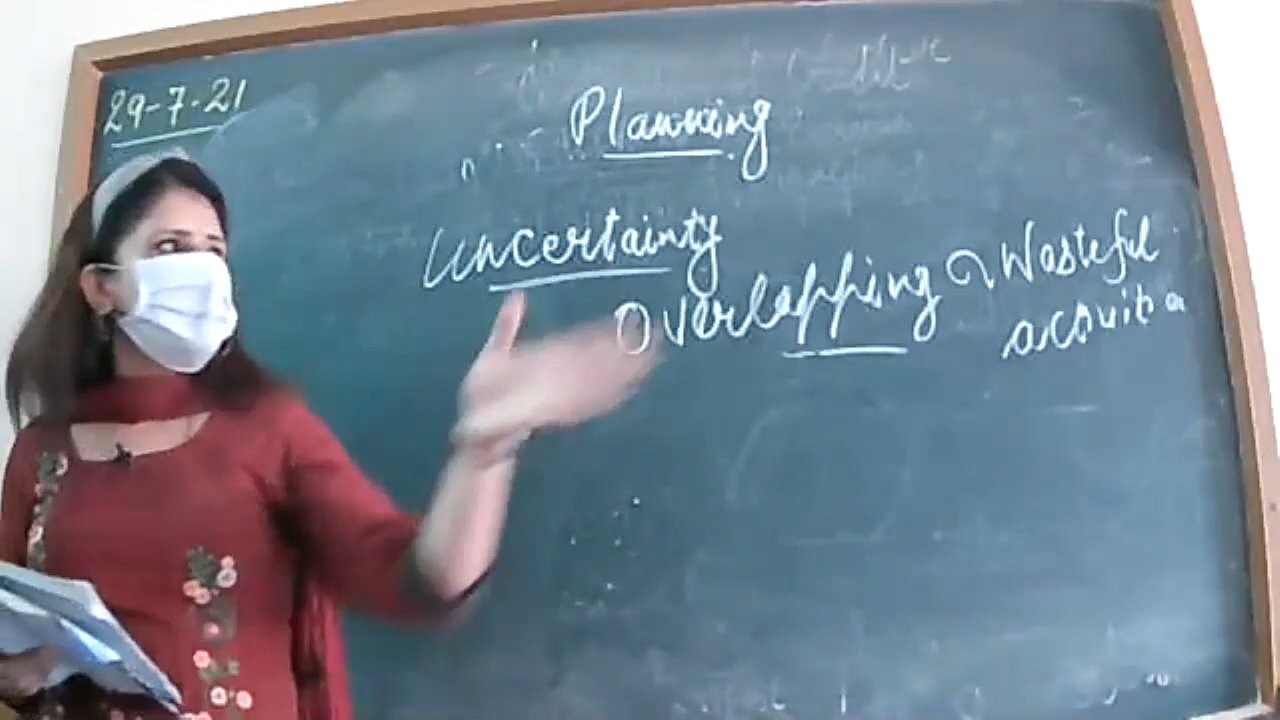 29-7-21
Planning
Uncertainty
Overlapping & Wasteful
activities